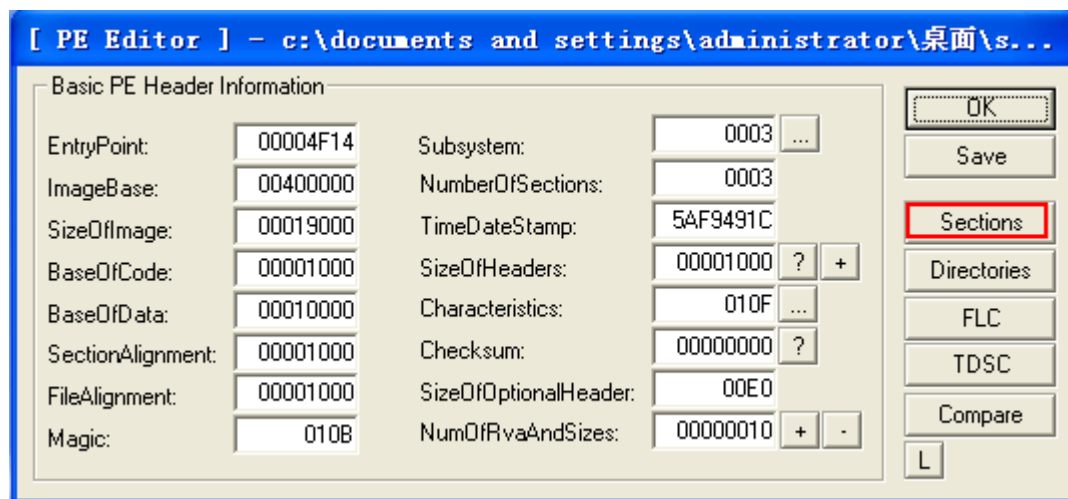 [ PE Editor ] - c:\documents and settings\administrator\桌面\s...
Basic PE Header Information
EntryPoint: 00004F14
ImageBase: 00400000
SizeOfImage: 00019000
BaseOfCode: 00001000
BaseOfData: 00010000
SectionAlignment: 00001000
FileAlignment: 00001000
Magic: 010B
Subsystem: 0003 ...
NumberOfSections: 0003
TimeDateStamp: 5AF9491C
SizeOfHeaders: 00001000 ? +
Characteristics: 010F ...
Checksum: 00000000 ?
SizeOfOptionalHeader: 00E0
NumOfRvaAndSizes: 00000010 + -
OK
Save
Sections
Directories
FLC
TDSC
Compare
L